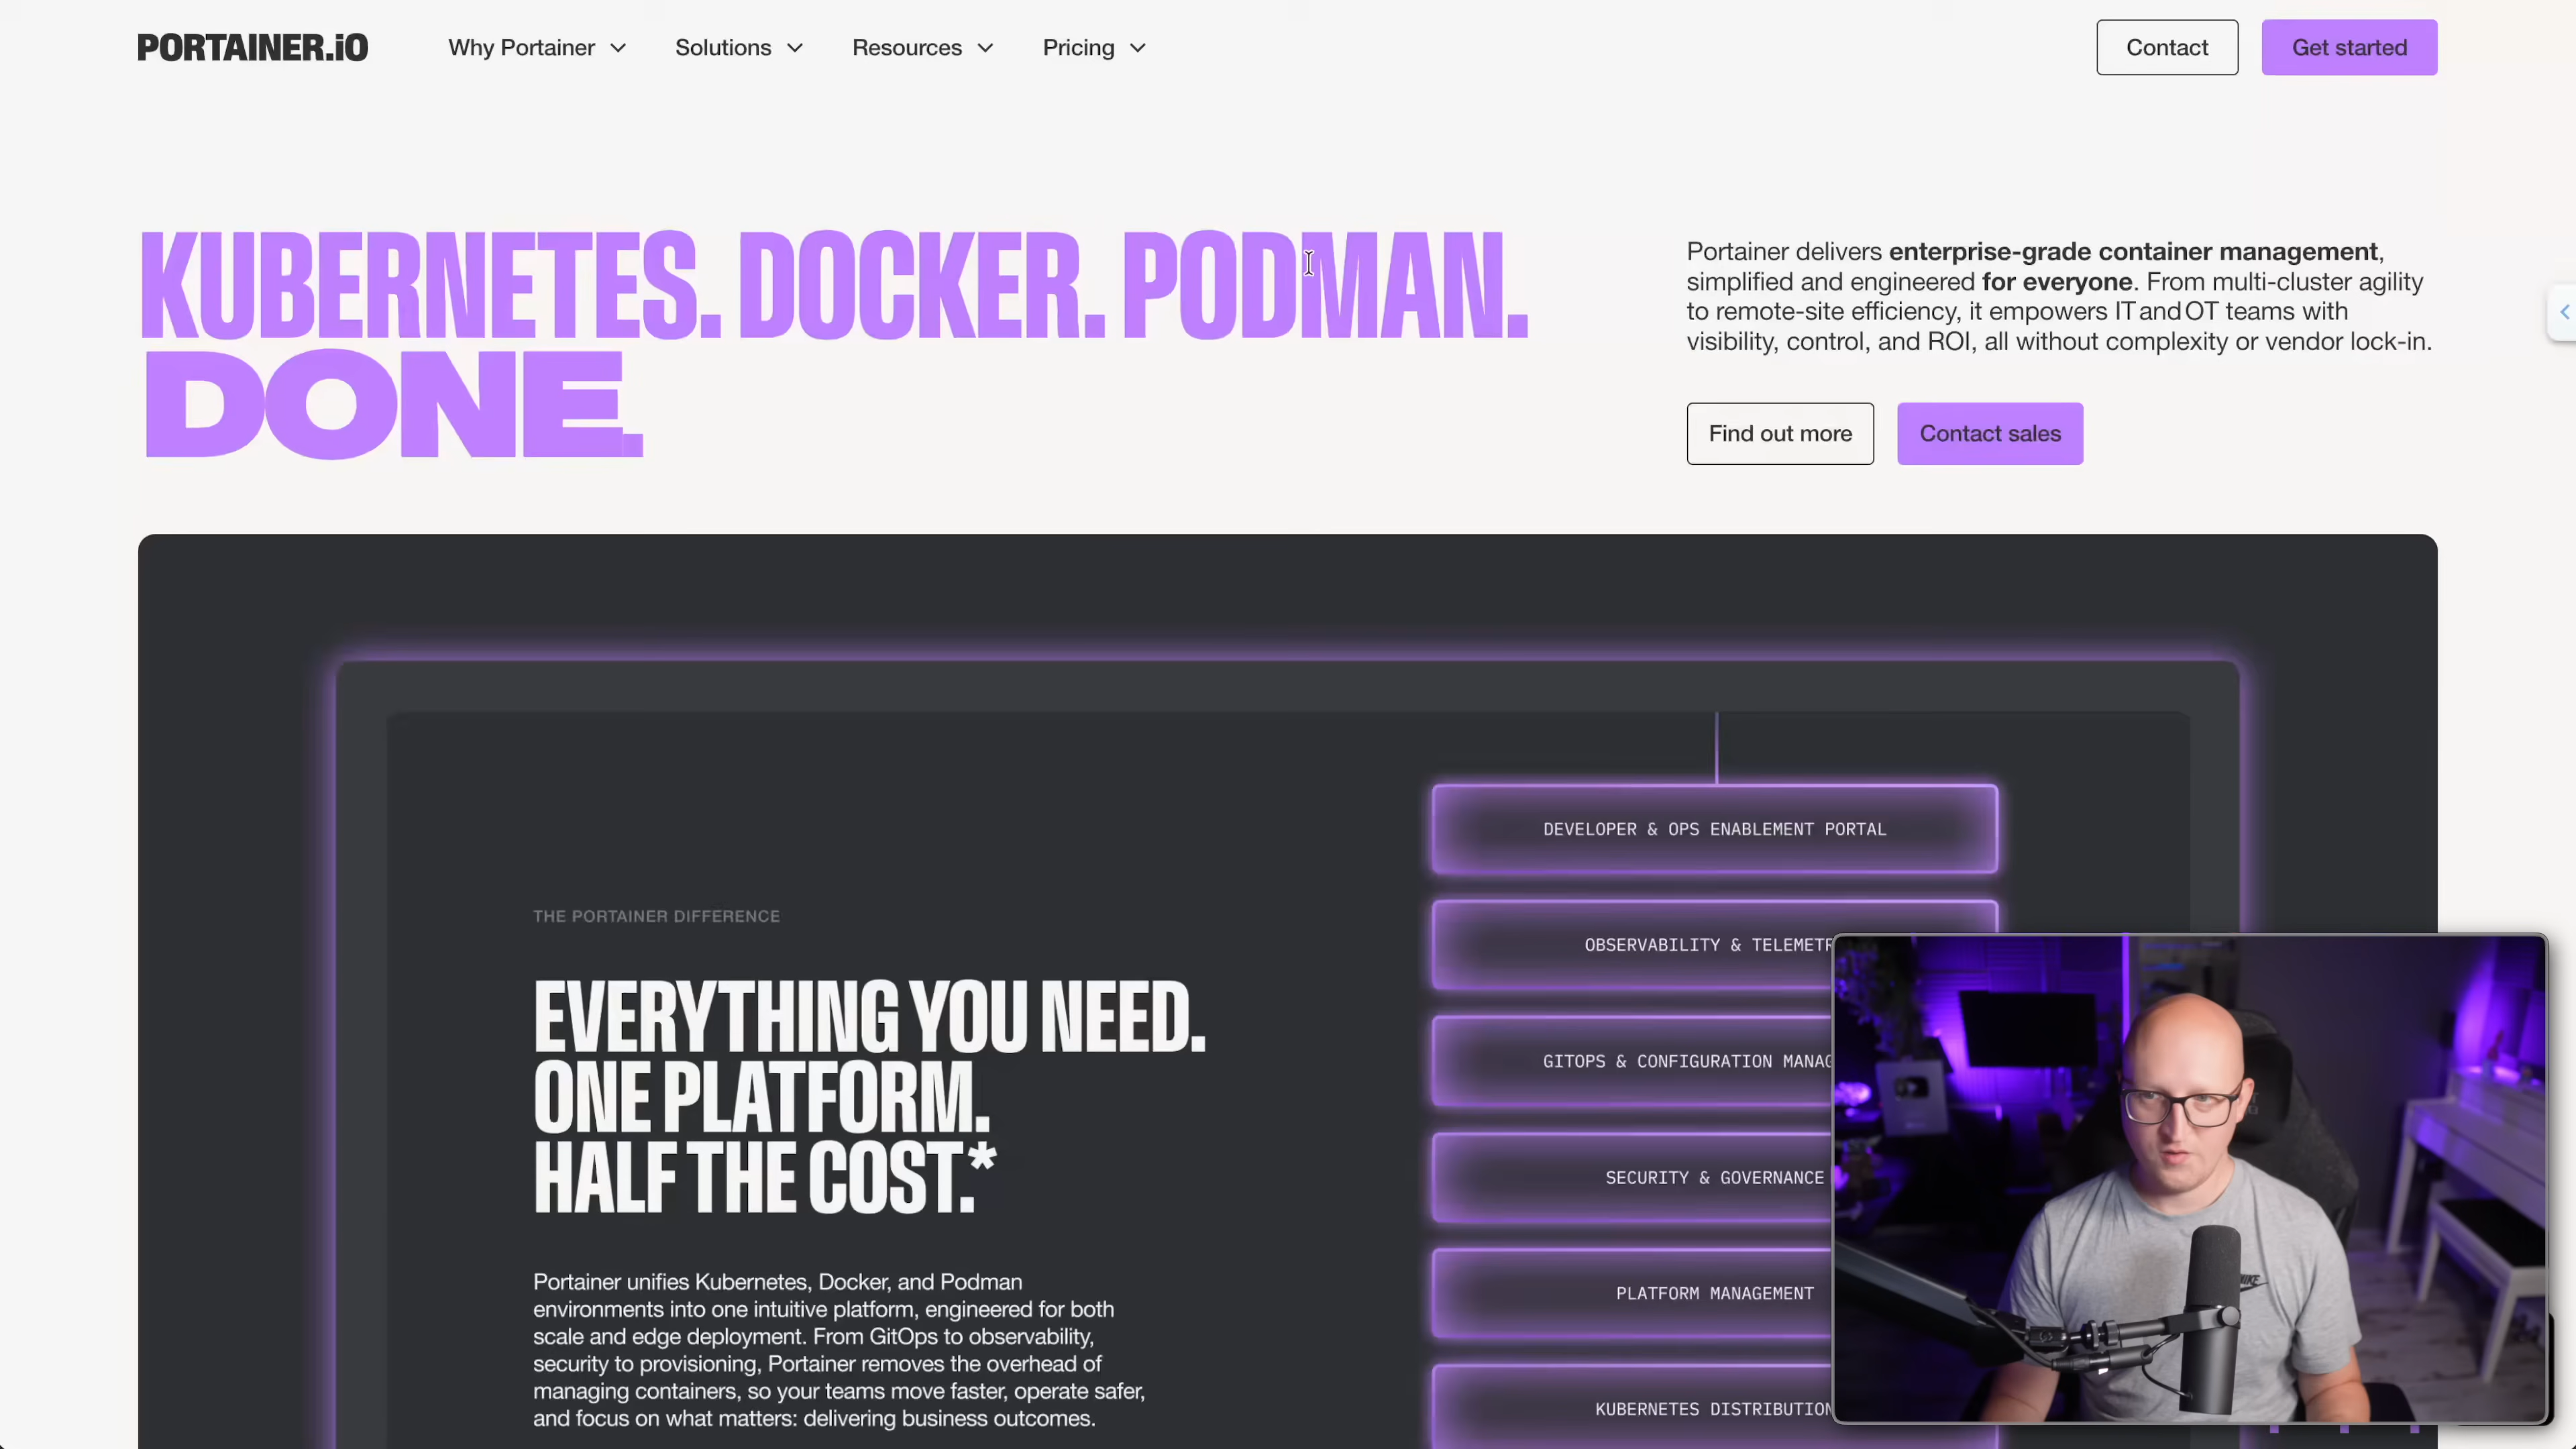 PORTAINER.iO
Why Portainer
Solutions
Resources
Pricing
Contact
Get started
KUBERNETES. DOCKER. PODMAN.
DONE.
Portainer delivers enterprise-grade container management,
simplified and engineered for everyone. From multi-cluster agility
to remote-site efficiency, it empowers IT and OT teams with
visibility, control, and ROI, all without complexity or vendor lock-in.
Find out more
Contact sales
THE PORTAINER DIFFERENCE
EVERYTHING YOU NEED.
ONE PLATFORM.
HALF THE COST.*
Portainer unifies Kubernetes, Docker, and Podman
environments into one intuitive platform, engineered for both
scale and edge deployment. From GitOps to observability,
security to provisioning, Portainer removes the overhead of
managing containers, so your teams move faster, operate safer,
and focus on what matters: delivering business outcomes.
DEVELOPER & OPS ENABLEMENT PORTAL
OBSERVABILITY &
GITOPS & CONFIGURATION
SECURITY & GOVERNANCE
PLATFORM MANAGEMENT
KUBERNETES DISTRIBUTION